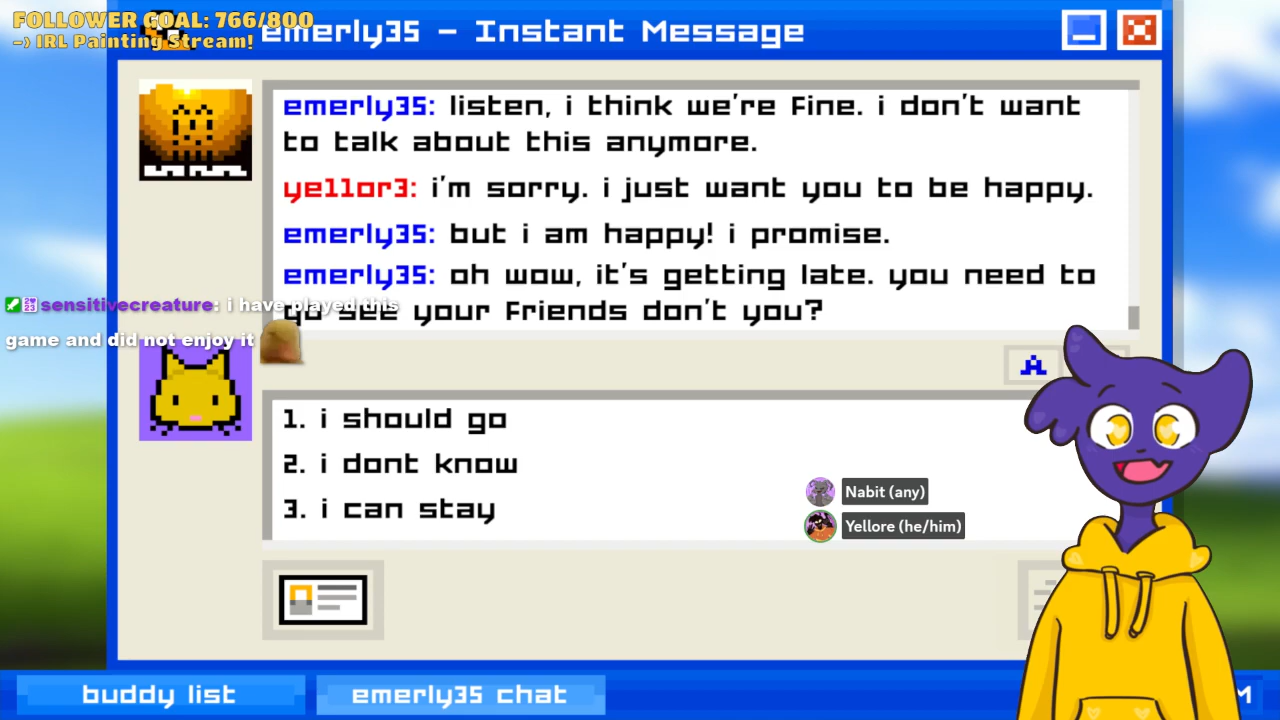 FOLLOWER GOAL: 766/800
-> IRL Painting Stream!
emerly35 - Instant Message
emerly35: listen, i think we're fine. i don't want
to talk about this anymore.
yellor3: i'm sorry. i just want you to be happy.
emerly35: but i am happy! i promise.
emerly35: oh wow, it's getting late. you need to
go see your friends don't you?
sensitivecreature: i have played this
game and did not enjoy it
A
1. i should go
2. i dont know
3. i can stay
Nabit (any)
Yellore (he/him)
buddy list
emerly35 chat